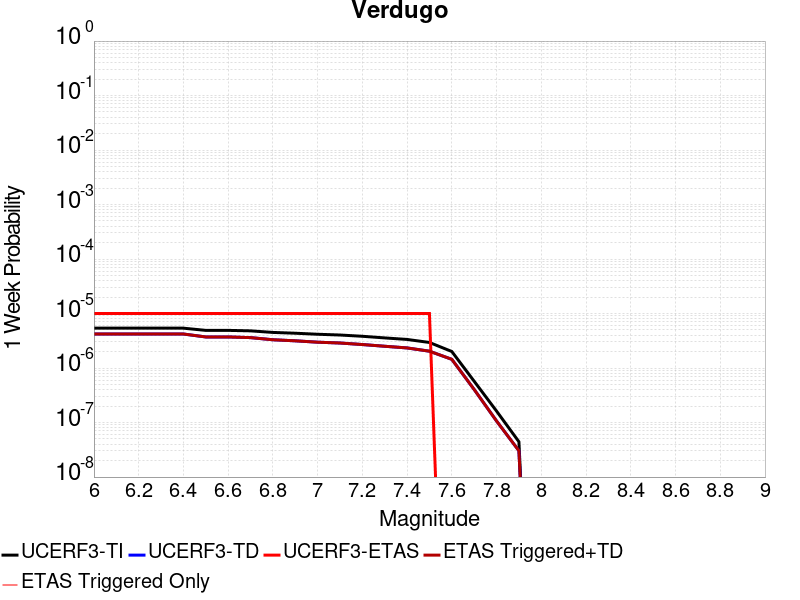 Verdugo
1 Week Probability
10^0
10^-1
10^-2
10^-3
10^-4
10^-5
10^-6
10^-7
10^-8
6 6.2 6.4 6.6 6.8 7 7.2 7.4 7.6 7.8 8 8.2 8.4 8.6 8.8 9
Magnitude
UCERF3-TI UCERF3-TD UCERF3-ETAS ETAS Triggered+TD
ETAS Triggered Only